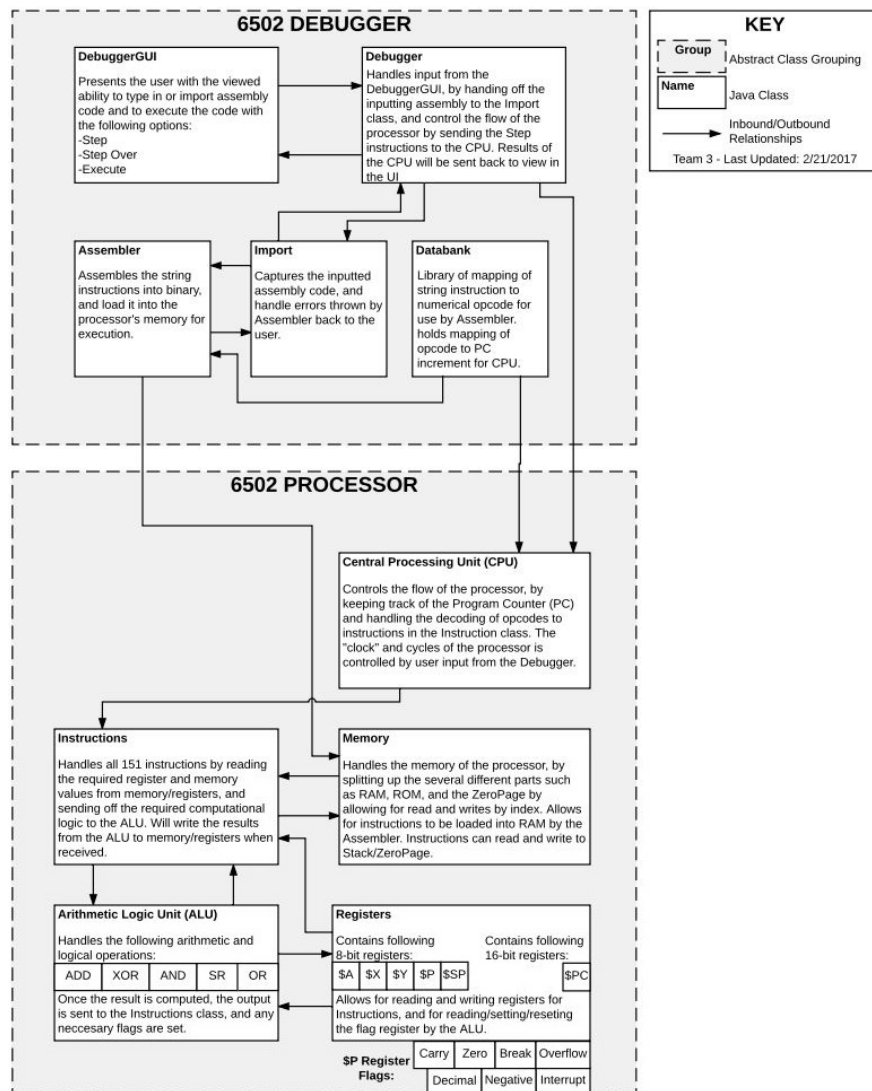 6502 DEBUGGER
DebuggerGUI
Presents the user with the viewed
ability to type in or import assembly
code and to execute the code with
the following options:
-Step
-Step Over
-Execute
Debugger
Handles input from the
DebuggerGUI, by handing off the
inputting assembly to the Import
class, and control the flow of the
processor by sending the Step
instructions to the CPU. Results of
the CPU will be sent back to view in
the UI
KEY
Group
Abstract Class Grouping
Name
Java Class
Inbound/Outbound
Relationships
Team 3 - Last Updated: 2/21/2017
Assembler
Assembles the string
instructions into binary,
and load it into the
processor's memory for
execution.
Import
Captures the inputted
assembly code, and
handle errors thrown by
Assembler back to the
user.
Databank
Library of mapping of
string instruction to
numerical opcode for
use by Assembler.
holds mapping of
opcode to PC
increment for CPU.
6502 PROCESSOR
Central Processing Unit (CPU)
Controls the flow of the processor, by
keeping track of the Program Counter (PC)
and handling the decoding of opcodes to
instructions in the Instruction class. The
"clock" and cycles of the processor is
controlled by user input from the Debugger.
Instructions
Handles all 151 instructions by reading
the required register and memory
values from memory/registers, and
sending off the required computational
logic to the ALU. Will write the results
from the ALU to memory/registers when
received.
Memory
Handles the memory of the processor, by
splitting up the several different parts such
as RAM, ROM, and the ZeroPage by
allowing for read and writes by index. Allows
for instructions to be loaded into RAM by the
Assembler. Instructions can read and write to
Stack/ZeroPage.
Arithmetic Logic Unit (ALU)
Handles the following arithmetic and
logical operations:
ADD XOR AND SR OR
Once the result is computed, the output
is sent to the Instructions class, and any
neccesary flags are set.
Registers
Contains following
8-bit registers:
Contains following
16-bit registers:
$A $X $Y $P $SP
$PC
Allows for reading and writing registers for
Instructions, and for reading/setting/reseting
the flag register by the ALU.
$P Register
Flags:
Carry Zero Break Overflow
Decimal Negative Interrupt